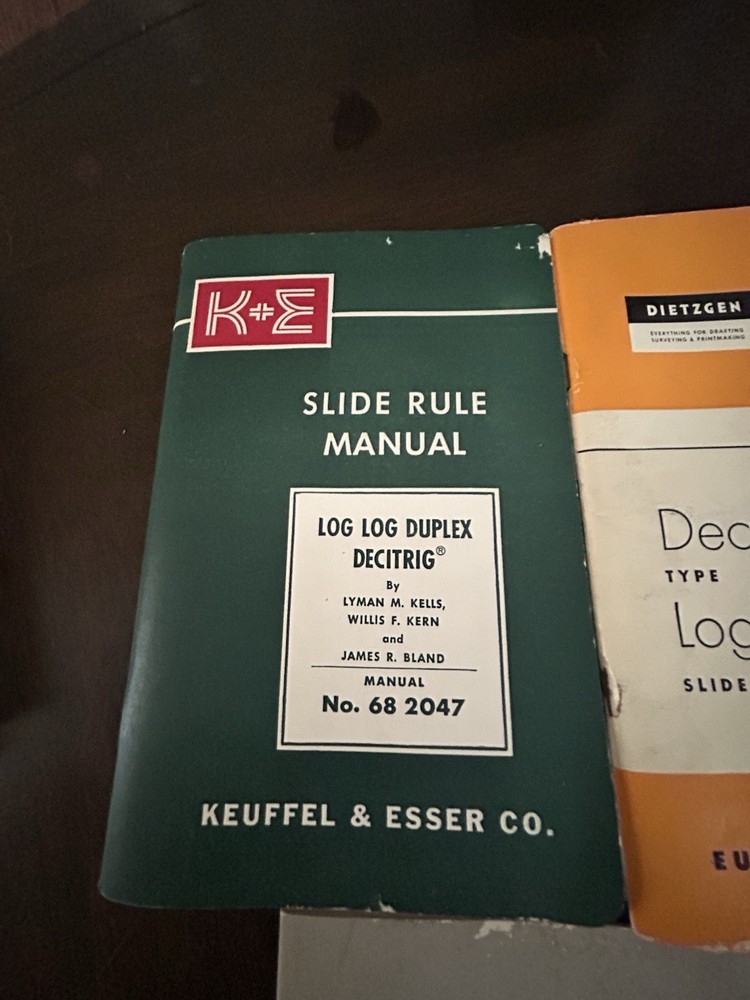 K+E
SLIDE RULE
MANUAL
LOG LOG DUPLEX
DECITRIG®
By
LYMAN M. KELLS,
WILLIS F. KERN
and
JAMES R. BLAND
MANUAL
No. 68 2047
KEUFFEL & ESSER CO.
DIETZGEN
EVERYTHING FOR DRAFTING
SURVEYING & PRINTMAKING
Dec
TYPE
Log
SLIDE
EU